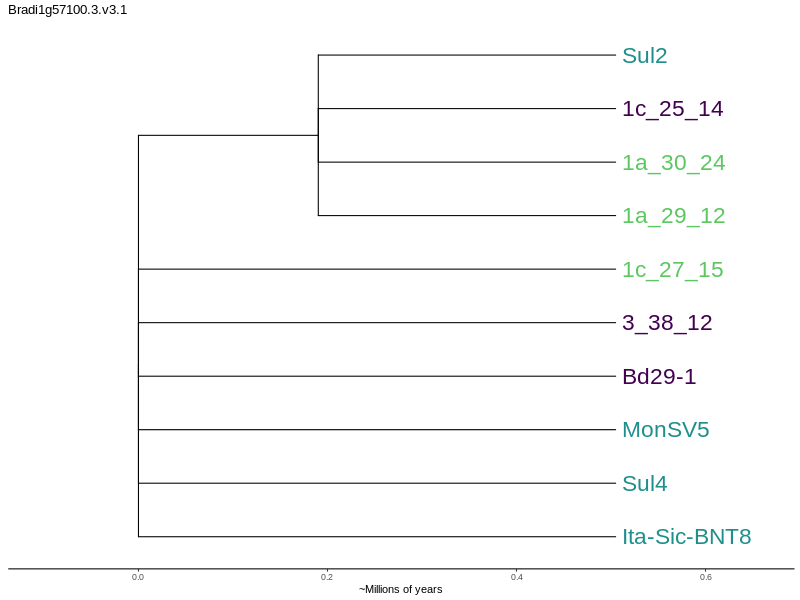 Bradi1g57100.3.v3.1
Sul2
1c_25_14
1a_30_24
1a_29_12
1c_27_15
3_38_12
Bd29-1
MonSV5
Sul4
Ita-Sic-BNT8
0.0 0.2 0.4 0.6
~Millions of years